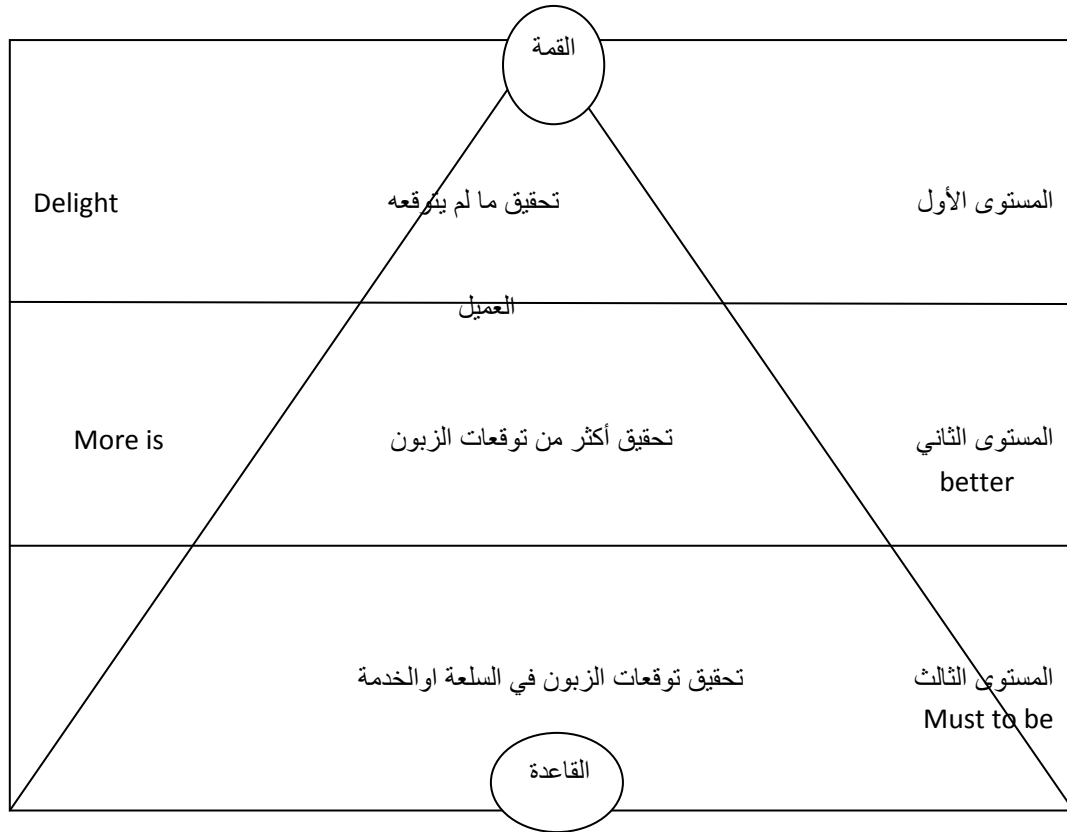 القمة
المستوى الأول تحقيق ما لم يتوقعه Delight
العميل
المستوى الثاني تحقيق أكثر من توقعات الزبون More is
better
المستوى الثالث تحقيق توقعات الزبون في السلعة اوالخدمة
Must to be
القاعدة